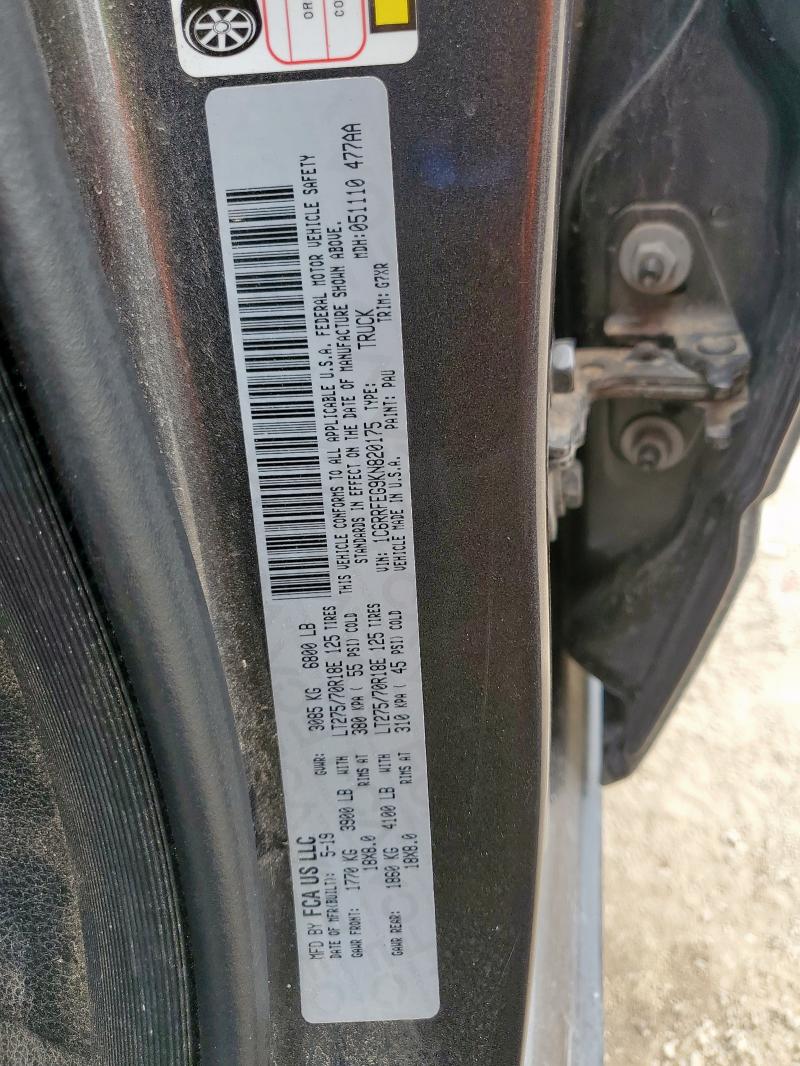 OR
CO
MFD BY FCA US LLC
DATE OF MFR(BUILT): 5-19 GVWR: 3085 KG 6800 LB
GAWR FRONT: 1770 KG 3900 LB WITH LT275/70R18E 125 TIRES
18X8.0 RIMS AT 380 KPA ( 55 PSI) COLD
GAWR REAR: 1860 KG 4100 LB WITH LT275/70R18E 125 TIRES
18X8.0 RIMS AT 310 KPA ( 45 PSI) COLD
THIS VEHICLE CONFORMS TO ALL APPLICABLE U.S.A. FEDERAL MOTOR VEHICLE SAFETY
STANDARDS IN EFFECT ON THE DATE OF MANUFACTURE SHOWN ABOVE.
VIN: 1C6RRFEG9KN820175 TYPE: TRUCK MDH:051110 477AA
VEHICLE MADE IN U.S.A. PAINT: PAU TRIM: G7XR